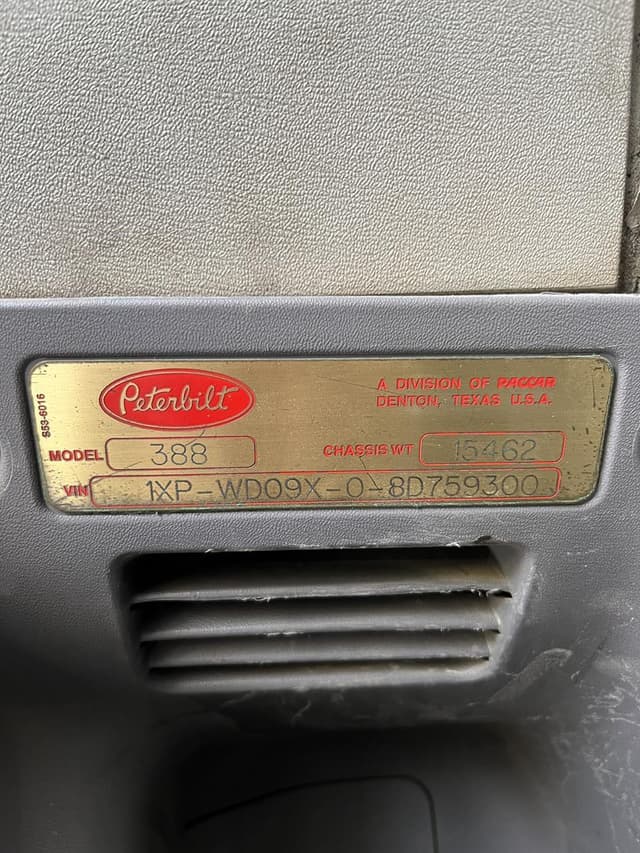 S53-6016
Peterbilt
A DIVISION OF PACCAR
DENTON, TEXAS U.S.A.
MODEL 388 CHASSIS WT 15462
VIN 1XP-WD09X-0-8D759300